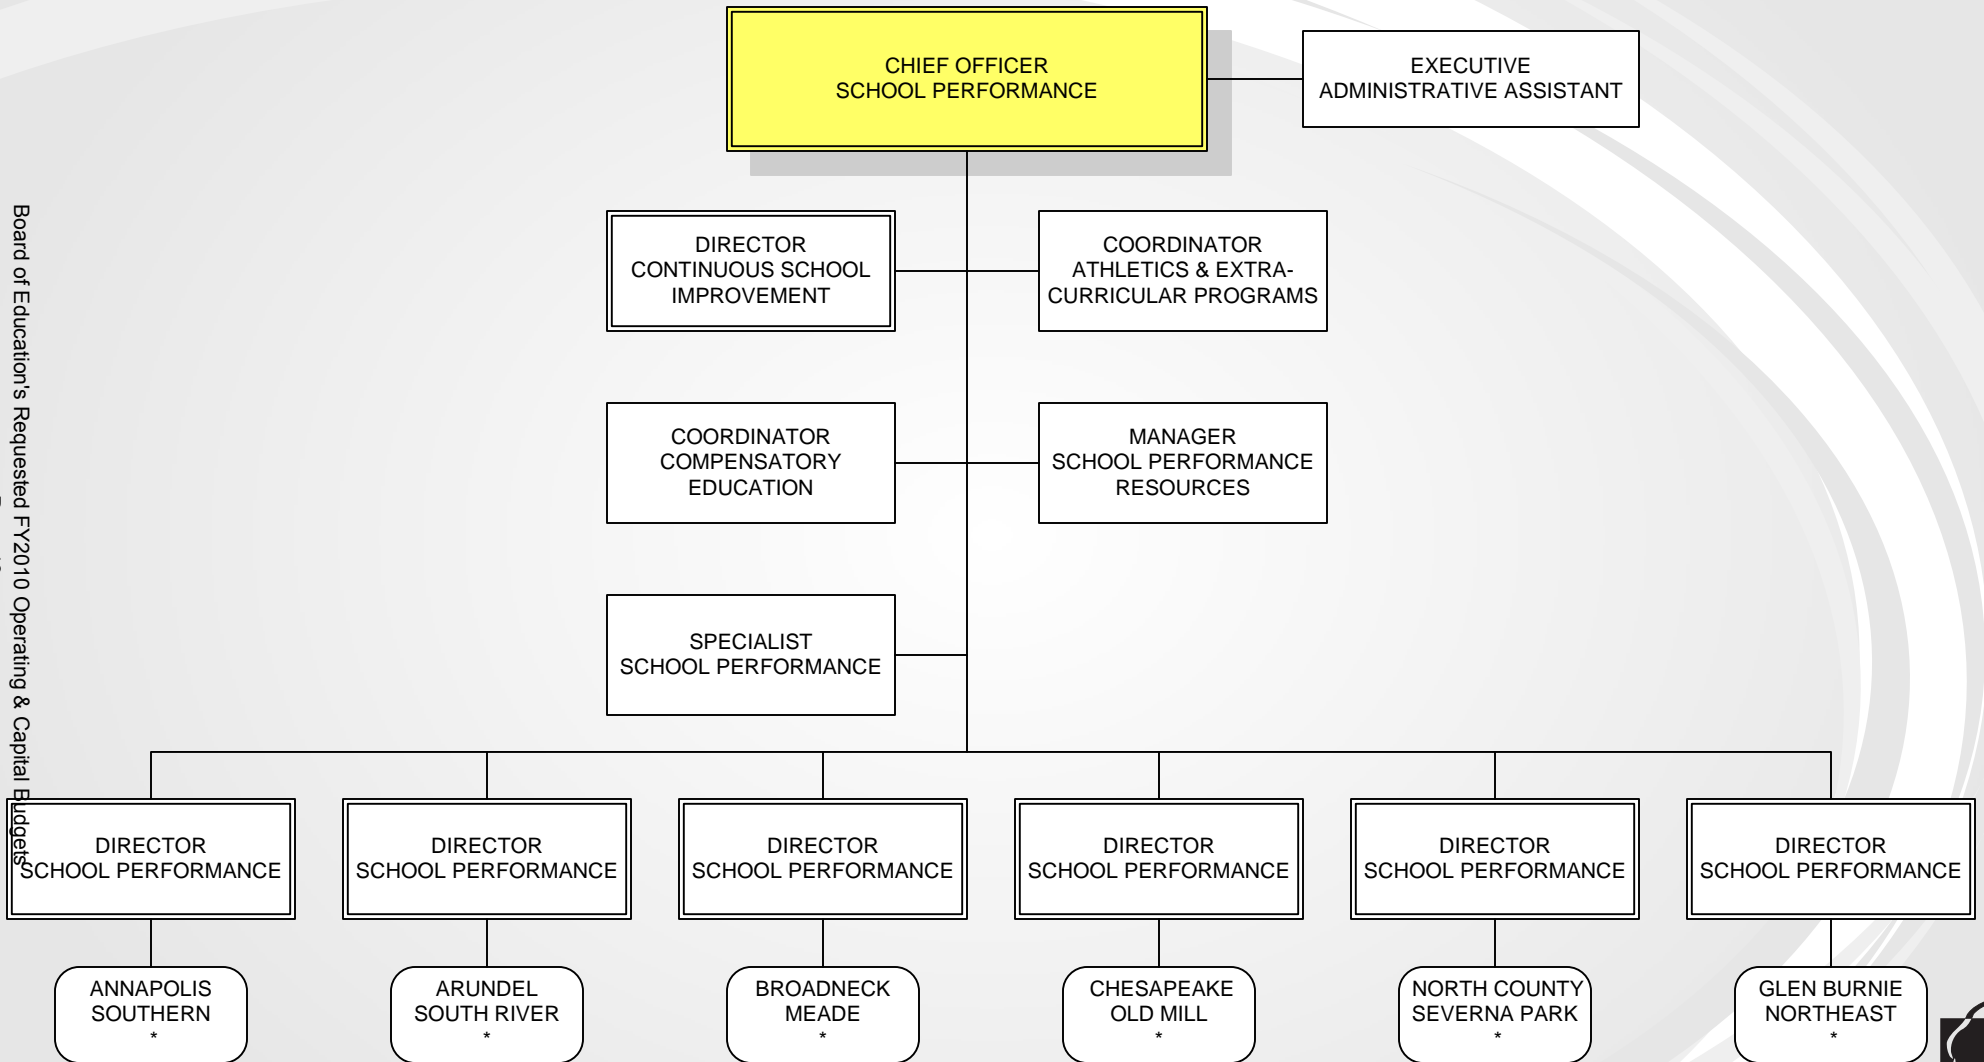 CHIEF OFFICER
SCHOOL PERFORMANCE
EXECUTIVE
ADMINISTRATIVE ASSISTANT
DIRECTOR
CONTINUOUS SCHOOL
IMPROVEMENT
COORDINATOR
ATHLETICS & EXTRA-
CURRICULAR PROGRAMS
COORDINATOR
COMPENSATORY
EDUCATION
MANAGER
SCHOOL PERFORMANCE
RESOURCES
SPECIALIST
SCHOOL PERFORMANCE
DIRECTOR
SCHOOL PERFORMANCE
DIRECTOR
SCHOOL PERFORMANCE
DIRECTOR
SCHOOL PERFORMANCE
DIRECTOR
SCHOOL PERFORMANCE
DIRECTOR
SCHOOL PERFORMANCE
DIRECTOR
SCHOOL PERFORMANCE
ANNAPOLIS
SOUTHERN
*
ARUNDEL
SOUTH RIVER
*
BROADNECK
MEADE
*
CHESAPEAKE
OLD MILL
*
NORTH COUNTY
SEVERNA PARK
*
GLEN BURNIE
NORTHEAST
*
Board of Education's Requested FY2010 Operating & Capital Budgets